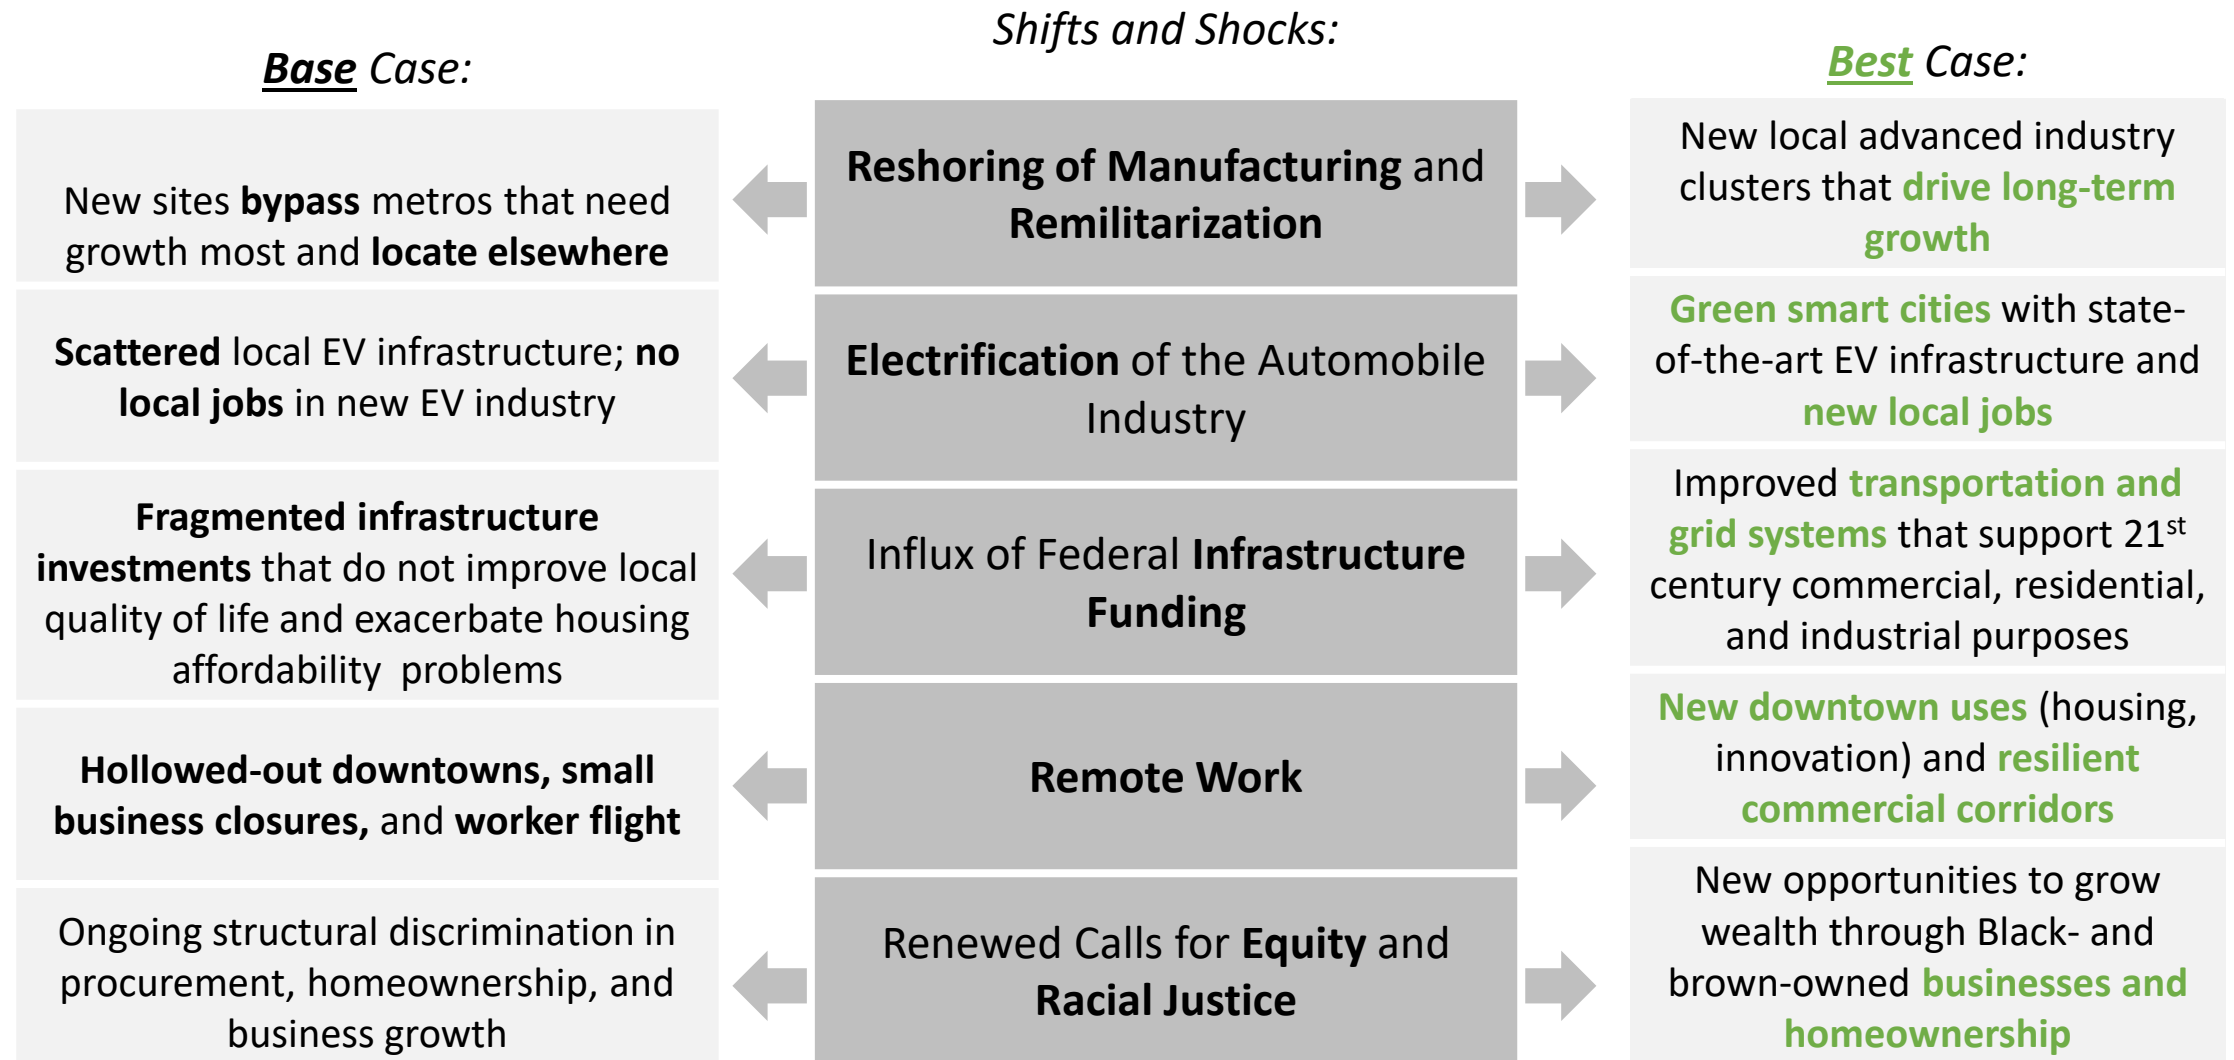 Shifts and Shocks:
Base Case:
Best Case:
New sites bypass metros that need
growth most and locate elsewhere
Reshoring of Manufacturing and
Remilitarization
New local advanced industry
clusters that drive long-term
growth
Scattered local EV infrastructure; no
local jobs in new EV industry
Electrification of the Automobile
Industry
Green smart cities with state-
of-the-art EV infrastructure and
new local jobs
Fragmented infrastructure
investments that do not improve local
quality of life and exacerbate housing
affordability  problems
Influx of Federal Infrastructure
Funding
Improved transportation and
grid systems that support 21st
century commercial, residential,
and industrial purposes
Hollowed-out downtowns, small
business closures, and worker flight
Remote Work
New downtown uses (housing,
innovation) and resilient
commercial corridors
Ongoing structural discrimination in
procurement, homeownership, and
business growth
Renewed Calls for Equity and
Racial Justice
New opportunities to grow
wealth through Black- and
brown-owned businesses and
homeownership